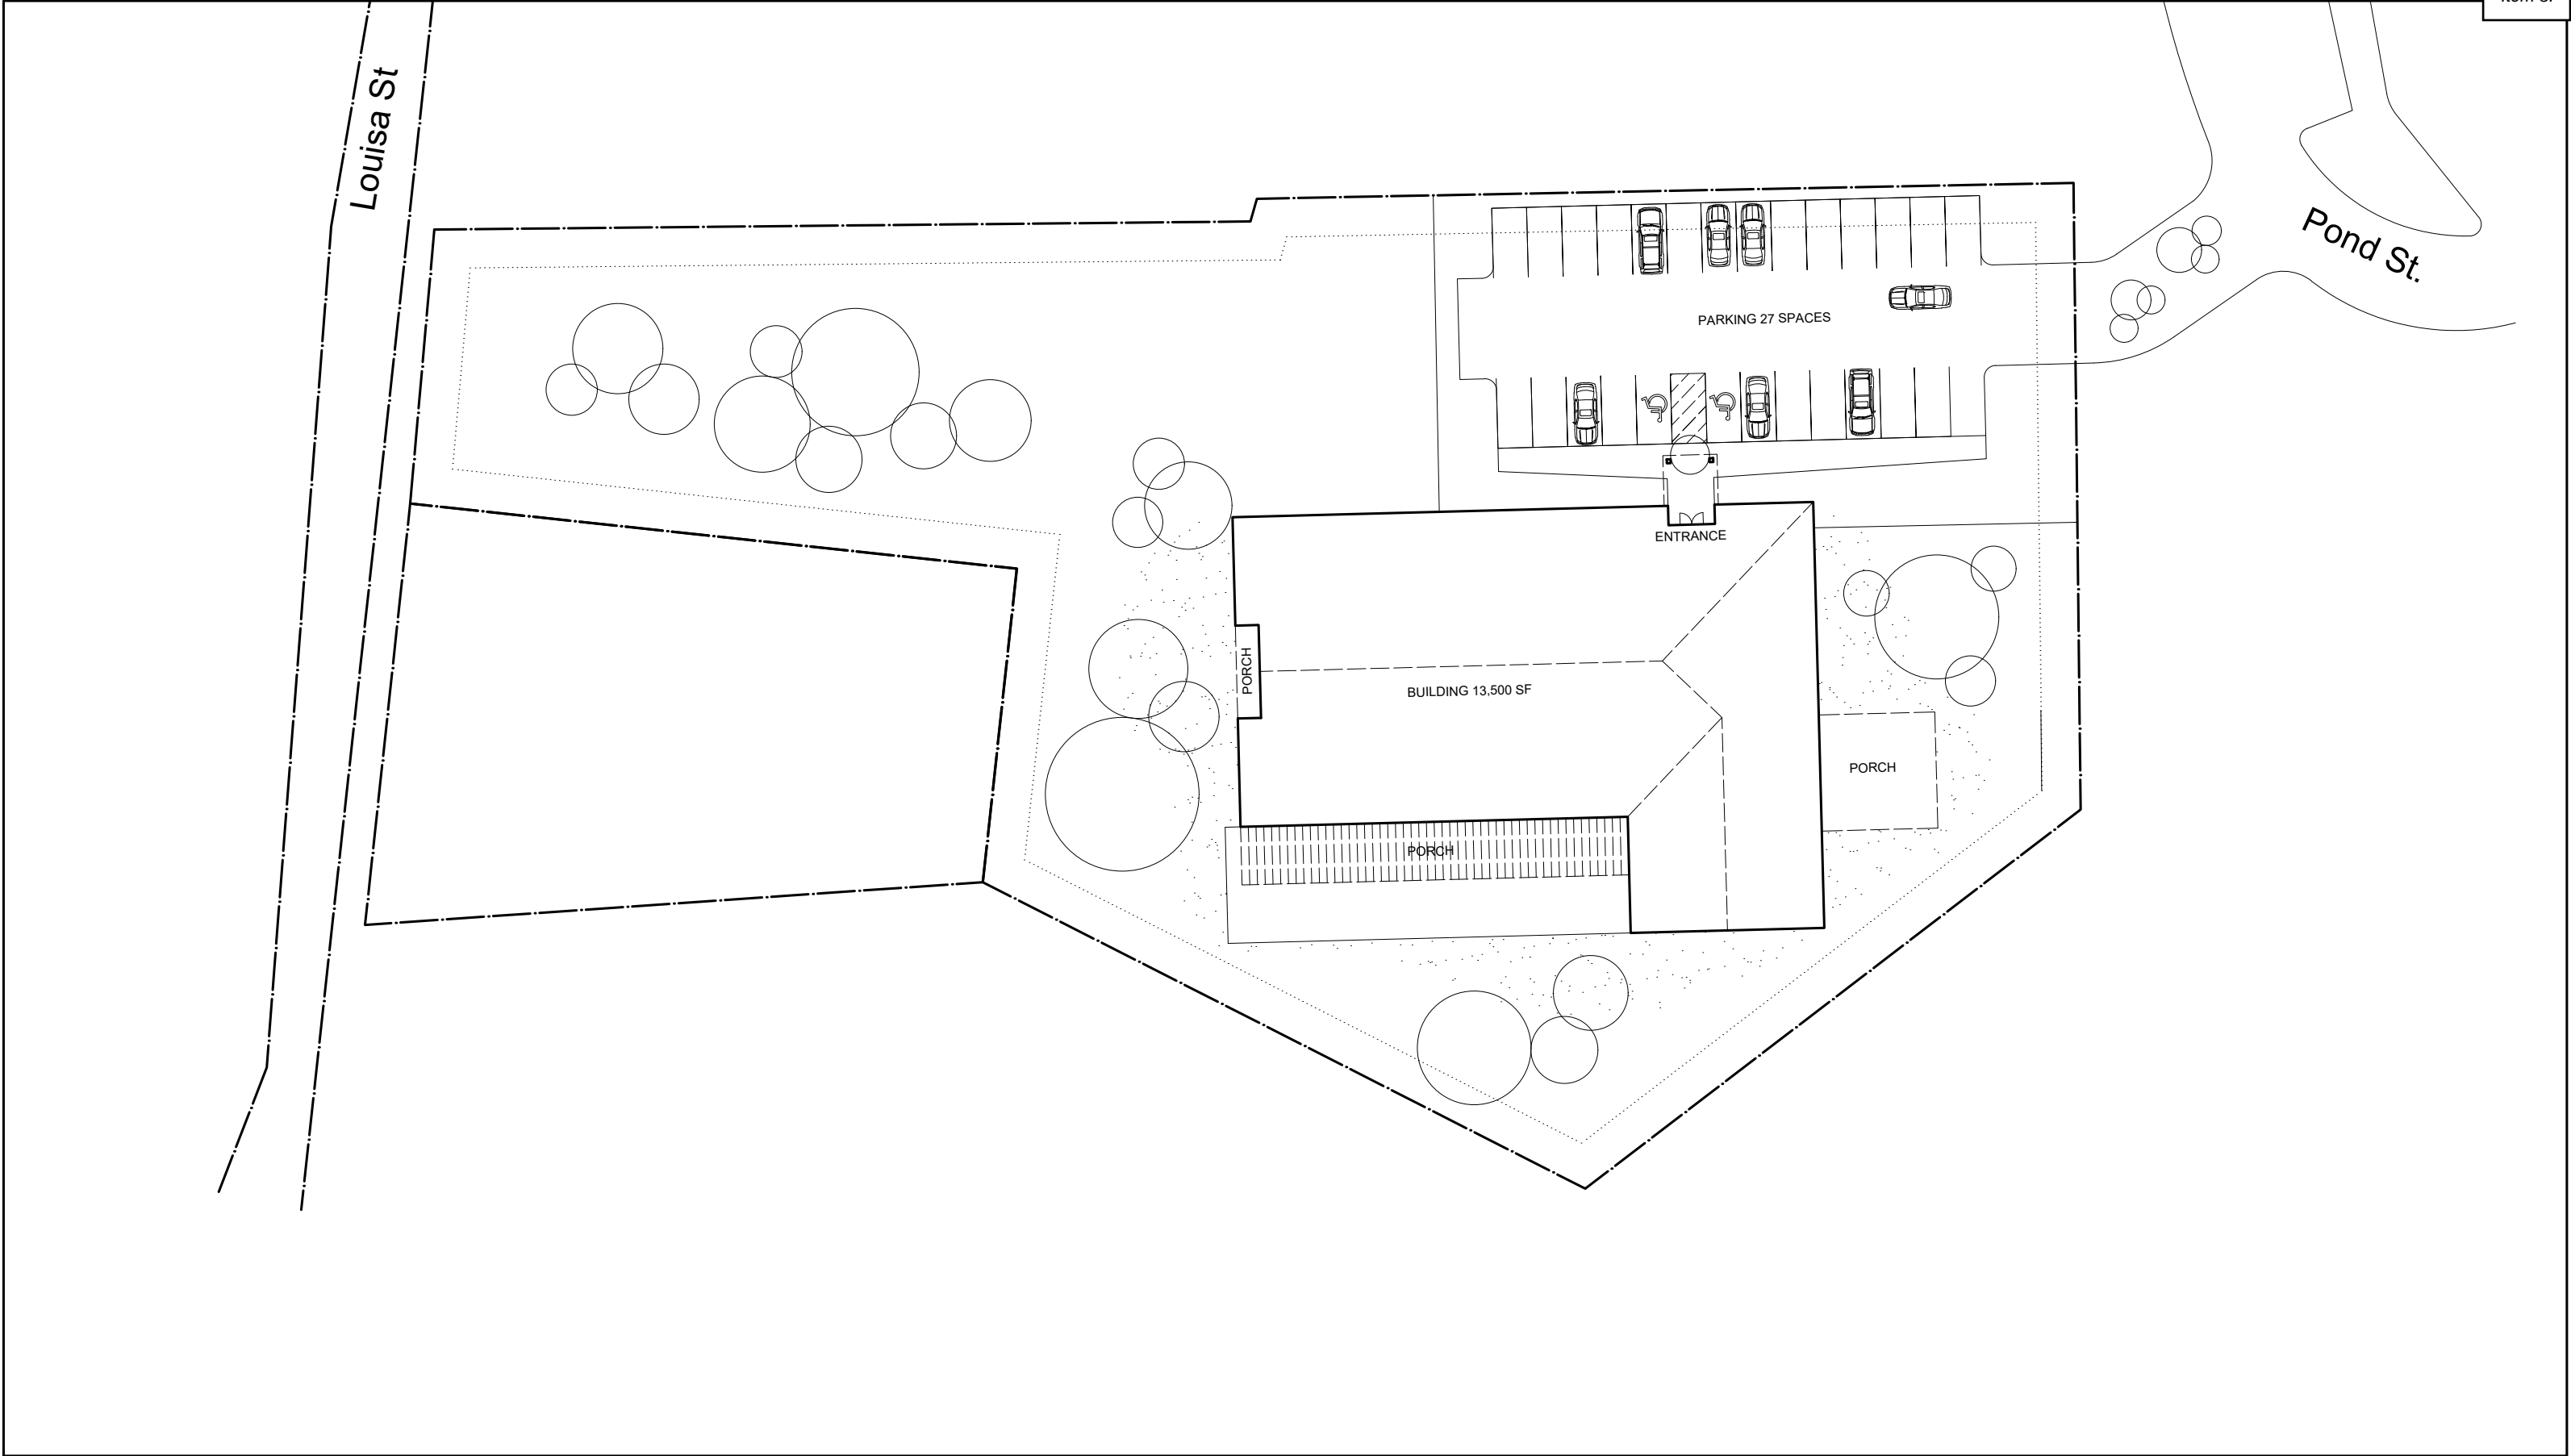 Louisa St
Pond St.
PARKING 27 SPACES
ENTRANCE
PORCH
BUILDING 13,500 SF
PORCH
PORCH